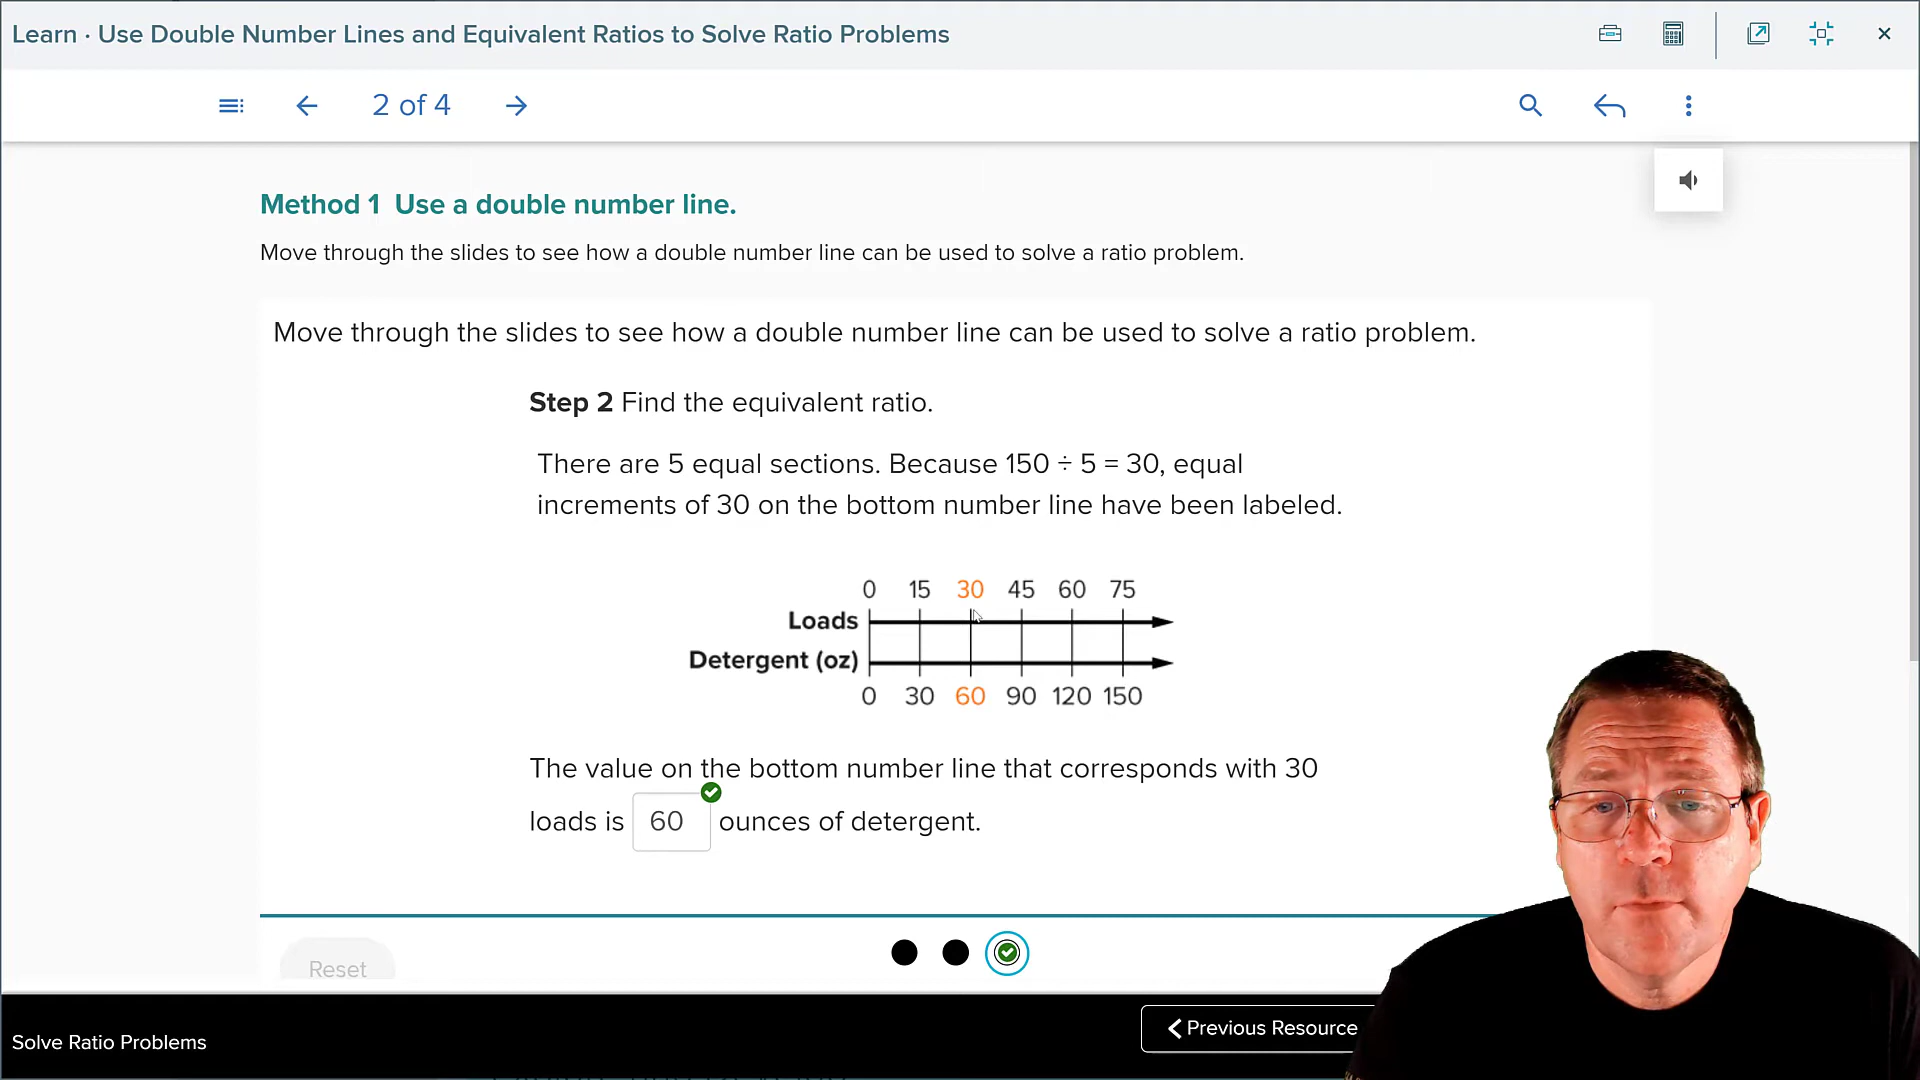 Learn · Use Double Number Lines and Equivalent Ratios to Solve Ratio Problems
2 of 4
Method 1 Use a double number line.
Move through the slides to see how a double number line can be used to solve a ratio problem.
Move through the slides to see how a double number line can be used to solve a ratio problem.
Step 2 Find the equivalent ratio.
There are 5 equal sections. Because 150 ÷ 5 = 30, equal
increments of 30 on the bottom number line have been labeled.
0 15 30 45 60 75
Loads
Detergent (oz)
0 30 60 90 120 150
The value on the bottom number line that corresponds with 30
loads is 60 ounces of detergent.
Reset
Previous Resource
Solve Ratio Problems